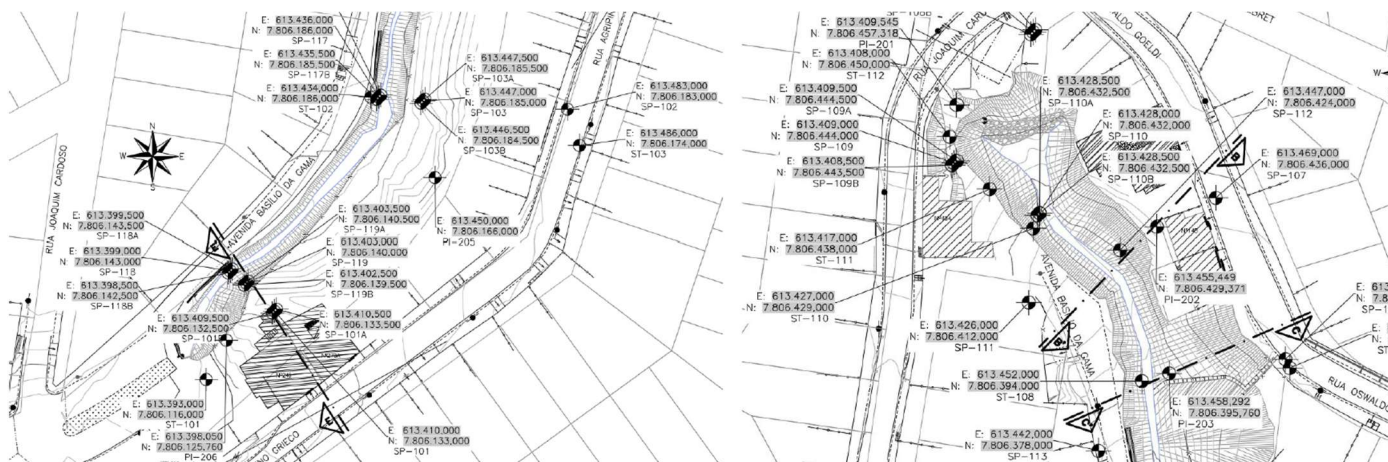 E: 613.436,000
N: 7.806.186,000
SP-117
E: 613.435,500
N: 7.806.185,500
SP-117B
E: 613.434,000
N: 7.806.186,000
ST-102
E: 613.447,500
N: 7.806.185,500
SP-103A
E: 613.447,000
N: 7.806.185,000
SP-103
E: 613.446,500
N: 7.806.184,500
SP-103B
E: 613.483,000
N: 7.806.183,000
SP-102
E: 613.486,000
N: 7.806.174,000
ST-103
RUA JOAQUIM CARDOSO
N
W
E
S
AVENIDA BASÍLIO DA GAMA
RUA AGRIPIN
E: 613.450,000
N: 7.806.166,000
PI-205
E: 613.399,500
N: 7.806.143,500
SP-118A
E: 613.399,000
N: 7.806.143,000
SP-118
E: 613.398,500
N: 7.806.142,500
SP-118B
E: 613.403,500
N: 7.806.140,500
SP-119A
E: 613.403,000
N: 7.806.140,000
SP-119
E: 613.402,500
N: 7.806.139,500
SP-119B
E: 613.410,500
N: 7.806.133,500
SP-101A
E: 613.409,500
N: 7.806.132,500
E: 613.393,000
N: 7.806.116,000
ST-101
E: 613.398,050
N: 7.806.125,760
PI-206
GRIECO
E: 613.410,000
N: 7.806.133,000
SP-101
SP-108B
E: 613.409,545
N: 7.806.457,318
PI-201
E: 613.408,000
N: 7.806.450,000
ST-112
E: 613.409,500
N: 7.806.444,500
SP-109A
E: 613.409,000
N: 7.806.444,000
SP-109
E: 613.408,500
N: 7.806.443,500
SP-109B
RUA JOAQUIM CARD
ALDO GOELDI
E: 613.428,500
N: 7.806.432,500
SP-110A
E: 613.428,000
N: 7.806.432,000
SP-110
E: 613.428,500
N: 7.806.432,500
SP-110B
E: 613.447,000
N: 7.806.424,000
SP-112
E: 613.469,000
N: 7.806.436,000
SP-107
B
E: 613.417,000
N: 7.806.438,000
ST-111
E: 613.427,000
N: 7.806.429,000
ST-110
E: 613.455,449
N: 7.806.429,371
PI-202
E: 613.426,000
N: 7.806.412,000
SP-111
AVENIDA BASÍLIO DA GAMA
B'
C
E: 613.452,000
N: 7.806.394,000
ST-108
E: 613.458,292
N: 7.806.395,760
PI-203
C'
E: 613.442,000
N: 7.806.378,000
SP-113
RUA OSWALD